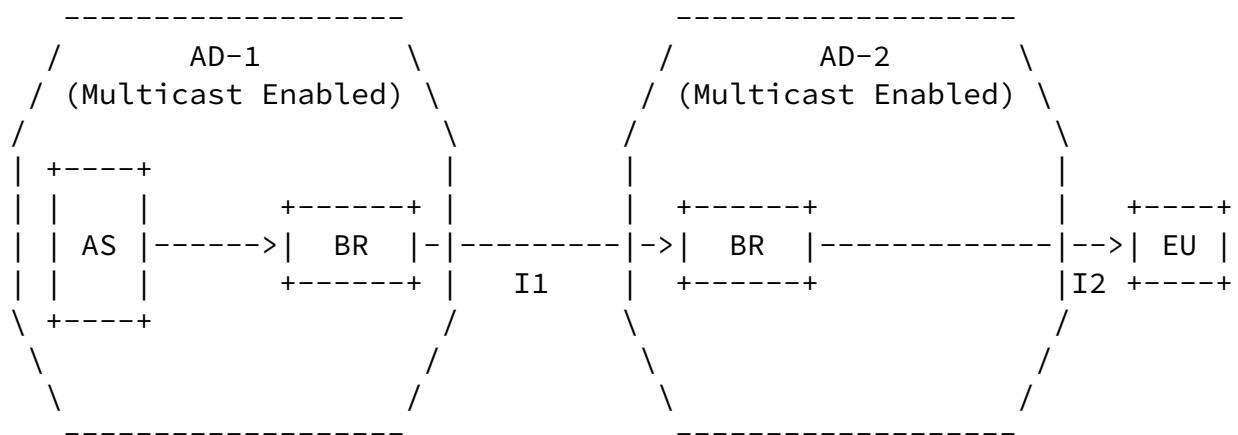 AD-1 AD-2
(Multicast Enabled) (Multicast Enabled)
AS BR BR EU
I1 I2